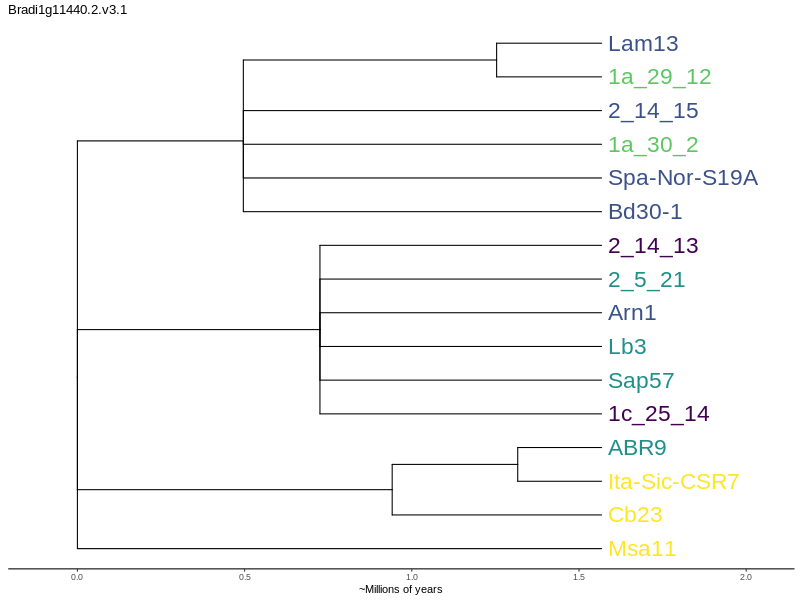 Bradi1g11440.2.v3.1
Lam13
1a_29_12
2_14_15
1a_30_2
Spa-Nor-S19A
Bd30-1
2_14_13
2_5_21
Arn1
Lb3
Sap57
1c_25_14
ABR9
Ita-Sic-CSR7
Cb23
Msa11
0.0 0.5 1.0 1.5 2.0
~Millions of years